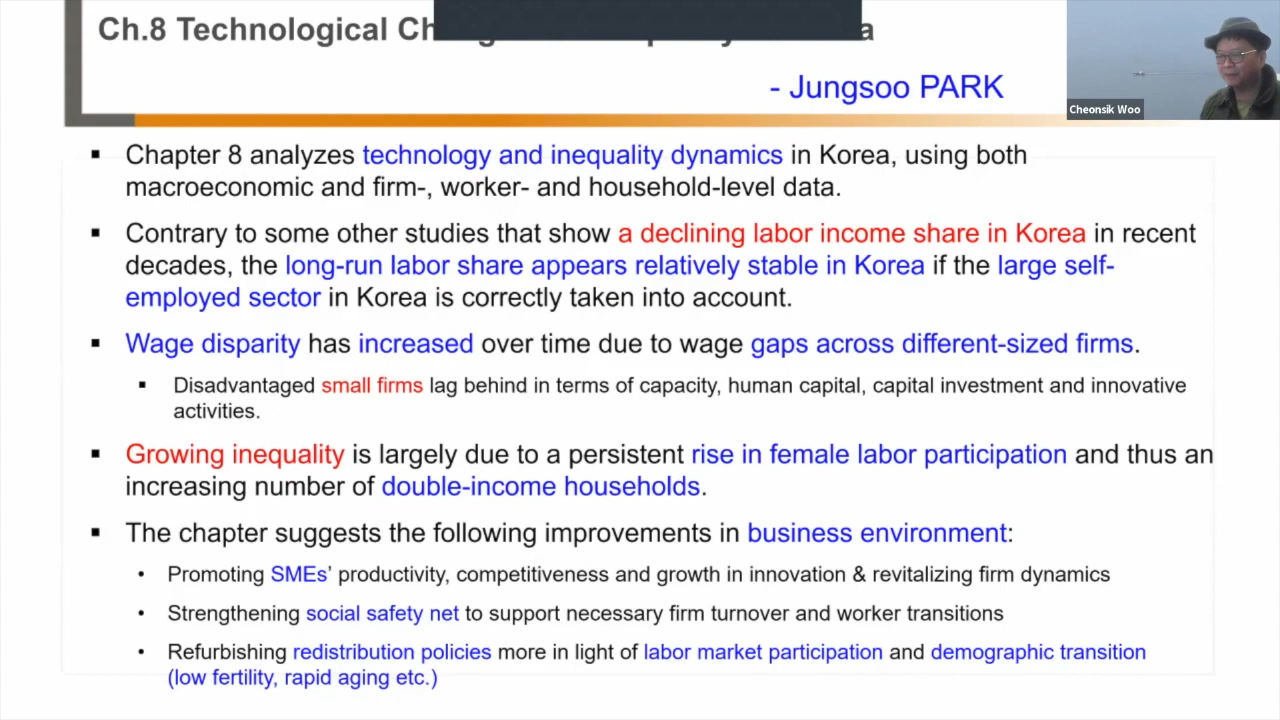 Ch.8 Technological
- Jungsoo PARK
Cheonsik Woo
▪ Chapter 8 analyzes technology and inequality dynamics in Korea, using both
macroeconomic and firm-, worker- and household-level data.
▪ Contrary to some other studies that show a declining labor income share in Korea in recent
decades, the long-run labor share appears relatively stable in Korea if the large self-
employed sector in Korea is correctly taken into account.
▪ Wage disparity has increased over time due to wage gaps across different-sized firms.
▪ Disadvantaged small firms lag behind in terms of capacity, human capital, capital investment and innovative
activities.
▪ Growing inequality is largely due to a persistent rise in female labor participation and thus an
increasing number of double-income households.
▪ The chapter suggests the following improvements in business environment:
• Promoting SMEs’ productivity, competitiveness and growth in innovation & revitalizing firm dynamics
• Strengthening social safety net to support necessary firm turnover and worker transitions
• Refurbishing redistribution policies more in light of labor market participation and demographic transition
(low fertility, rapid aging etc.)